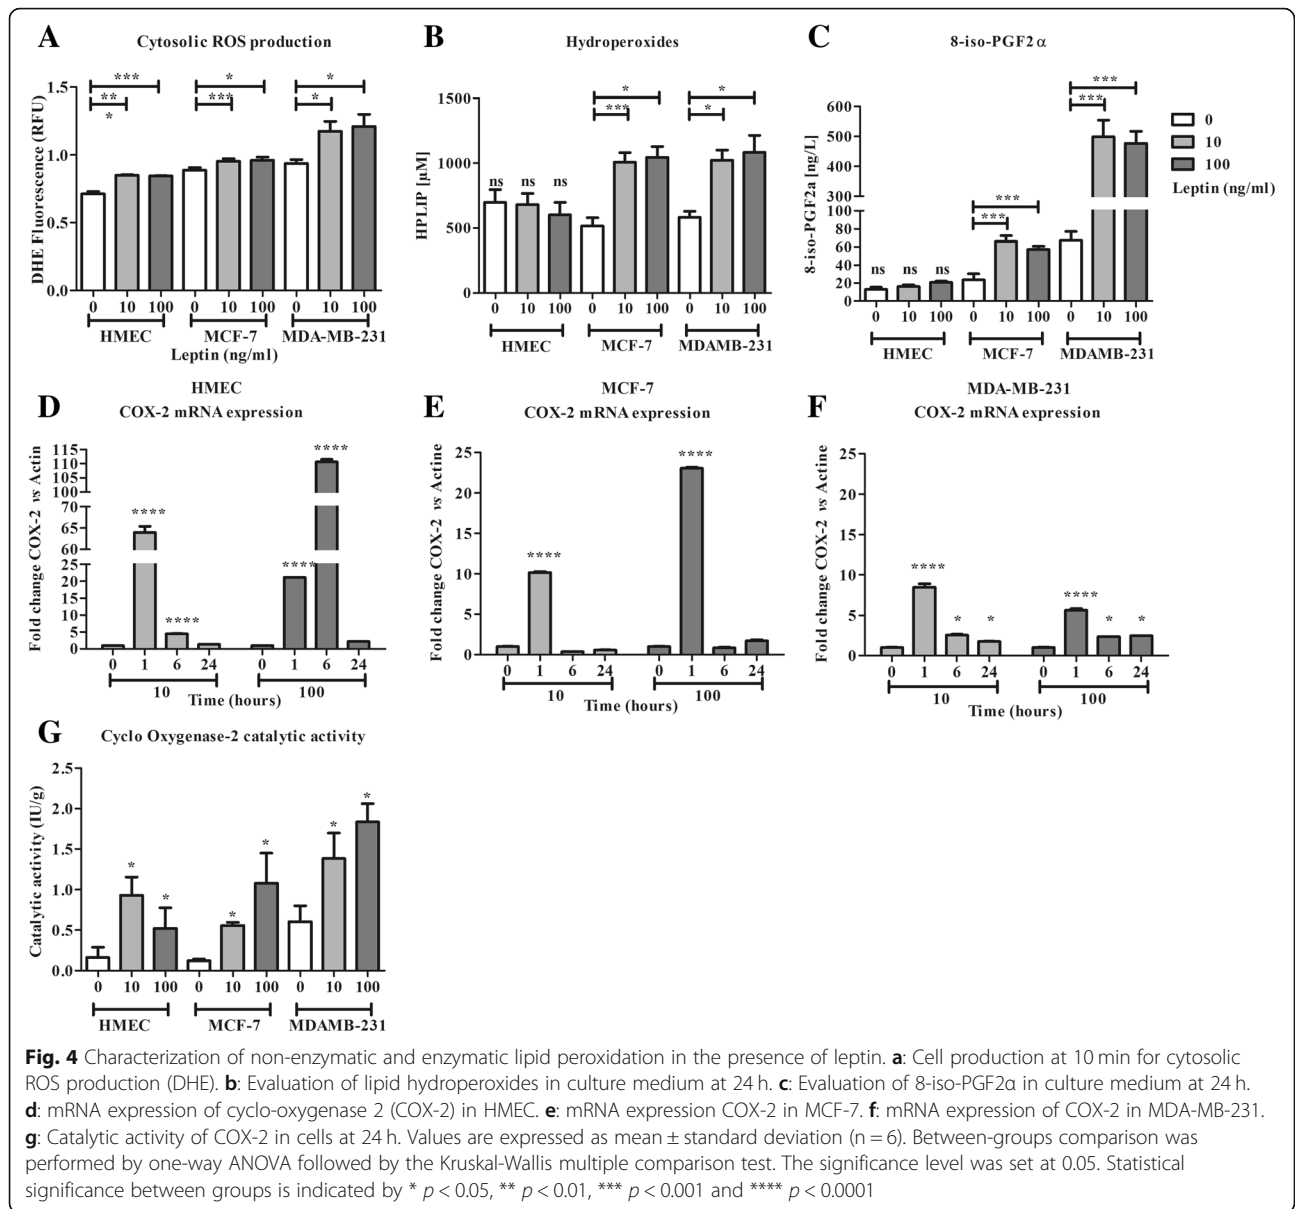 A
Cytosolic ROS production
DHE Fluorescence (RFU)
1.5
1.0
0.5
0.0
***
**
*
*
***
*
*
0 10 100 0 10 100 0 10 100
HMEC MCF-7 MDA-MB-231
Leptin (ng/ml)
B
Hydroperoxides
HPLIP [µM]
1500
1000
500
0
ns ns ns
*
***
*
*
0 10 100 0 10 100 0 10 100
HMEC MCF-7 MDAMB-231
C
8-iso-PGF2 α
8-iso-PGF2a [ng/L]
600
500
400
300
100
80
60
40
20
0
ns ns ns
***
***
***
***
0 10 100 0 10 100 0 10 100
HMEC MCF-7 MDAMB-231
0
10
100
Leptin (ng/ml)
HMEC
D
COX-2 mRNA expression
Fold change COX-2 vs Actin
115
110
105
100
70
65
60
25
20
15
10
5
0
****
****
****
****
0 1 6 24 0 1 6 24
10 100
Time (hours)
MCF-7
E
COX-2 mRNA expression
Fold change COX-2 vs Actine
25
20
15
10
5
0
****
****
0 1 6 24 0 1 6 24
10 100
Time (hours)
MDA-MB-231
F
COX-2 mRNA expression
Fold change COX-2 vs Actine
25
20
15
10
5
0
**** * * **** * *
0 1 6 24 0 1 6 24
10 100
Time (hours)
G
Cyclo Oxygenase-2 catalytic activity
Catalytic activity (IU/g)
2.5
2.0
1.5
1.0
0.5
0.0
* * * * * *
0 10 100 0 10 100 0 10 100
HMEC MCF-7 MDAMB-231
Fig. 4 Characterization of non-enzymatic and enzymatic lipid peroxidation in the presence of leptin. a: Cell production at 10 min for cytosolic
ROS production (DHE). b: Evaluation of lipid hydroperoxides in culture medium at 24 h. c: Evaluation of 8-iso-PGF2α in culture medium at 24 h.
d: mRNA expression of cyclo-oxygenase 2 (COX-2) in HMEC. e: mRNA expression COX-2 in MCF-7. f: mRNA expression of COX-2 in MDA-MB-231.
g: Catalytic activity of COX-2 in cells at 24 h. Values are expressed as mean ± standard deviation (n = 6). Between-groups comparison was
performed by one-way ANOVA followed by the Kruskal-Wallis multiple comparison test. The significance level was set at 0.05. Statistical
significance between groups is indicated by * p < 0.05, ** p < 0.01, *** p < 0.001 and **** p < 0.0001